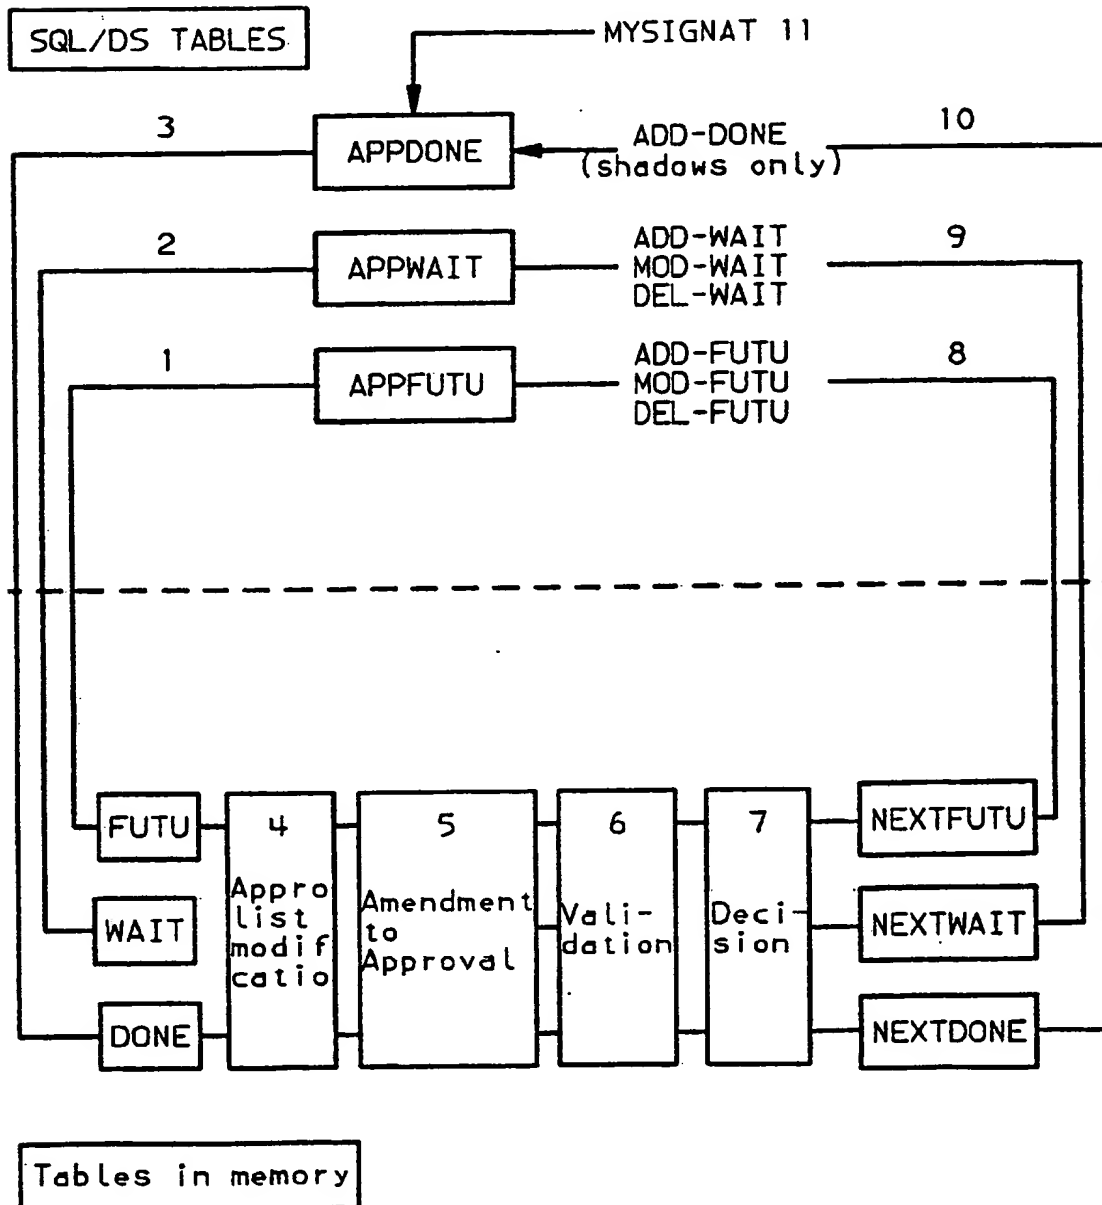 SQL/DS TABLES
MYSIGNAT 11
3
APPDONE
ADD-DONE
(shadows only)
10
2
APPWAIT
ADD-WAIT
MOD-WAIT
DEL-WAIT
9
1
APPFUTU
ADD-FUTU
MOD-FUTU
DEL-FUTU
8
FUTU
WAIT
DONE
4
Appro
list
modif
catio
5
Amendment
to
Approval
6
Vali-
dation
7
Deci-
sion
NEXTFUTU
NEXTWAIT
NEXTDONE
Tables in memory